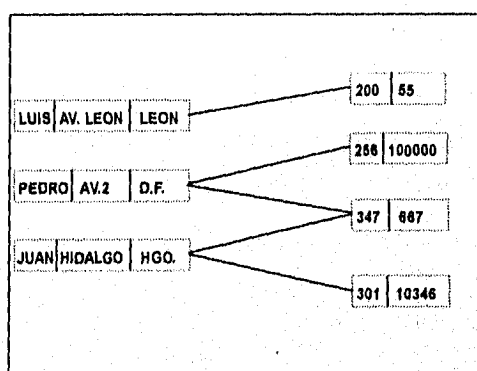 200 55
LUIS AV. LEON LEON
256 100000
PEDRO AV.2 D.F.
347 667
JUAN HIDALGO HGO.
301 10346